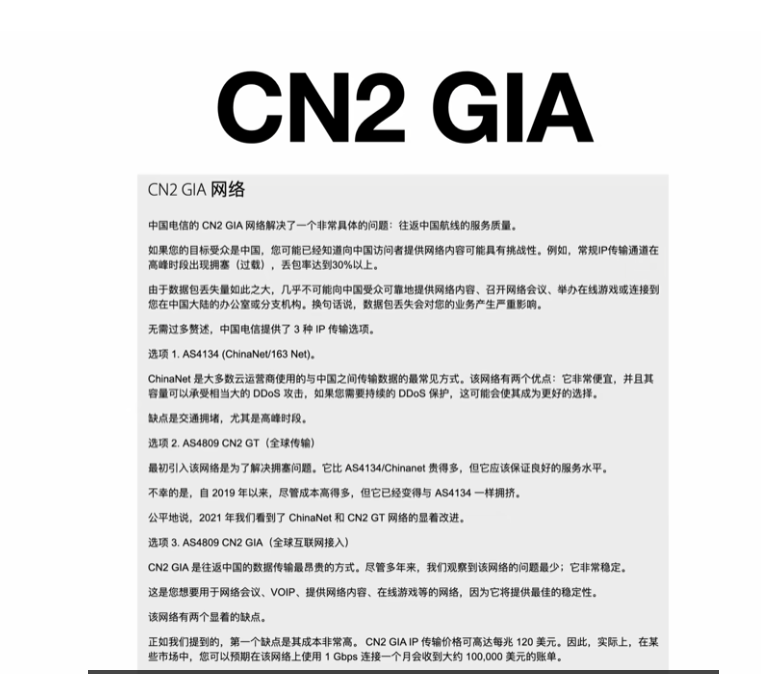 CN2 GIA
CN2 GIA 网络
中国电信的 CN2 GIA 网络解决了一个非常具体的问题：往返中国航线的服务质量。
如果您的目标受众是中国，您可能已经知道向中国访问者提供网络内容可能具有挑战性。例如，常规IP传输通道在
高峰时段出现拥塞（过载），丢包率达到30%以上。
由于数据包丢失量如此之大，几乎不可能向中国受众可靠地提供网络内容、召开网络会议、举办在线游戏或连接到
您在中国大陆的办公室或分支机构。换句话说，数据包丢失会对您的业务产生严重影响。
无需过多赘述，中国电信提供了 3 种 IP 传输选项。
选项 1. AS4134 (ChinaNet/163 Net)。
ChinaNet 是大多数云运营商使用的与中国之间传输数据的最常见方式。该网络有两个优点：它非常便宜，并且其
容量可以承受相当大的 DDoS 攻击，如果您需要持续的 DDoS 保护，这可能会使其成为更好的选择。
缺点是交通拥堵，尤其是高峰时段。
选项 2. AS4809 CN2 GT（全球传输）
最初引入该网络是为了解决拥塞问题。它比 AS4134/Chinanet 贵得多，但它应该保证良好的服务水平。
不幸的是，自 2019 年以来，尽管成本高得多，但它已经变得与 AS4134 一样拥挤。
公平地说，2021 年我们看到了 ChinaNet 和 CN2 GT 网络的显着改进。
选项 3. AS4809 CN2 GIA（全球互联网接入）
CN2 GIA 是往返中国的数据传输最昂贵的方式。尽管多年来，我们观察到该网络的问题最少；它非常稳定。
这是您想要用于网络会议、VOIP、提供网络内容、在线游戏等的网络，因为它将提供最佳的稳定性。
该网络有两个显着的缺点。
正如我们提到的，第一个缺点是其成本非常高。 CN2 GIA IP 传输价格可高达每兆 120 美元。因此，实际上，在某
些市场中，您可以预期在该网络上使用 1 Gbps 连接一个月会收到大约 100,000 美元的账单。